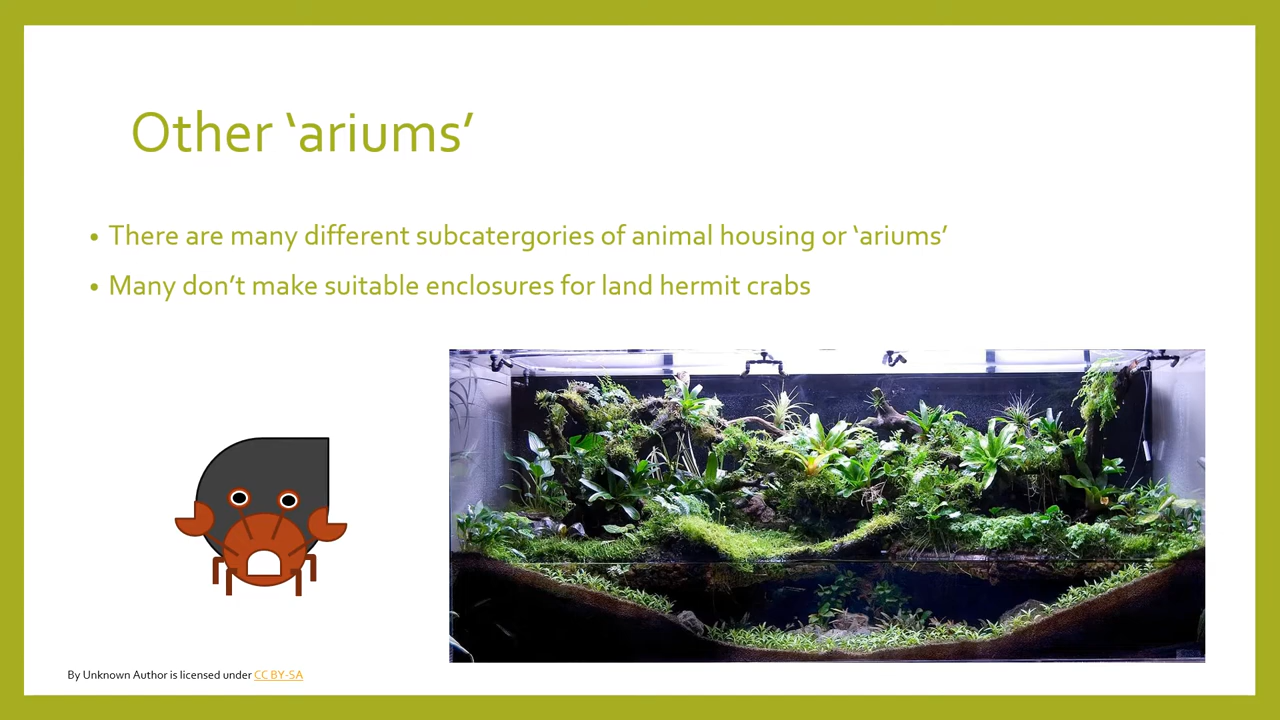 Other ‘ariums’
• There are many different subcatergories of animal housing or ‘ariums’
• Many don’t make suitable enclosures for land hermit crabs
By Unknown Author is licensed under CC BY-SA